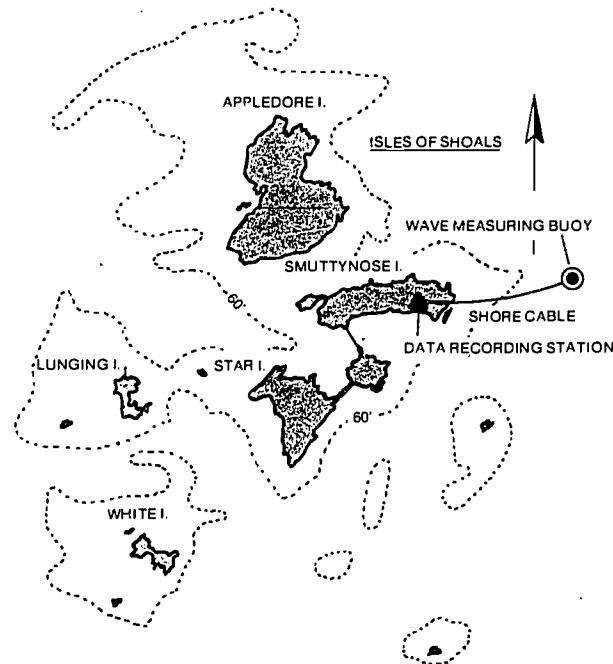 APPLEDORE I.
ISLES OF SHOALS
WAVE MEASURING BUOY
SMUTTYNOSE I.
60'
SHORE CABLE
DATA RECORDING STATION
LUNGING I.
STAR I.
60'
WHITE I.